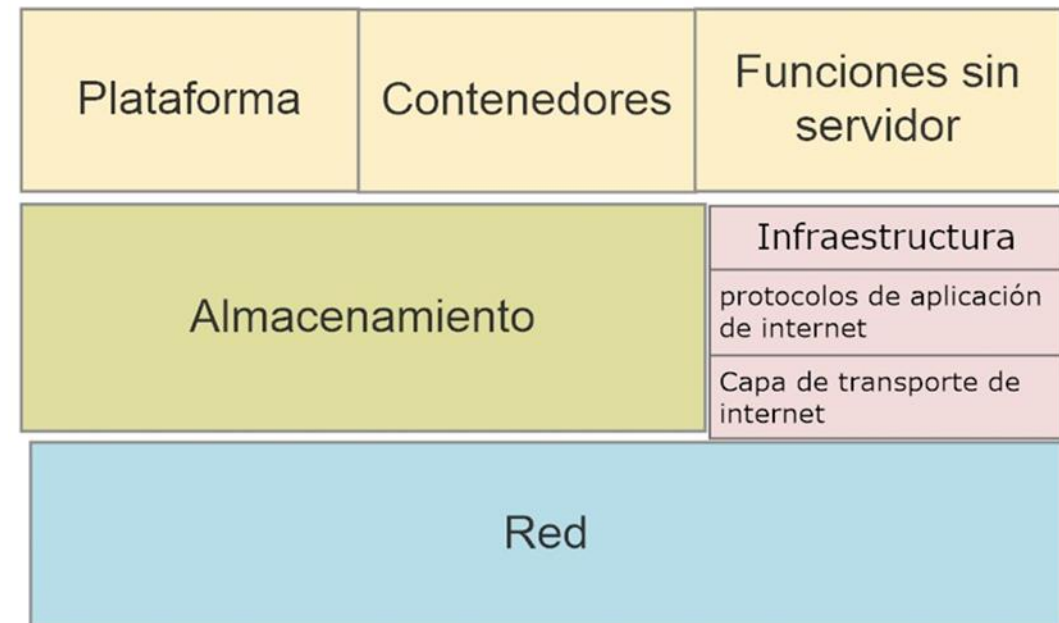 Plataforma
Contenedores
Funciones sin
servidor
Almacenamiento
Infraestructura
protocolos de aplicación
de internet
Capa de transporte de
internet
Red